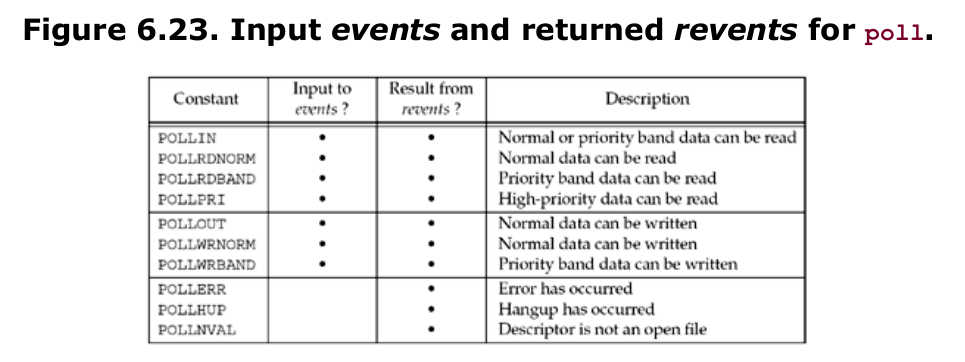 Figure 6.23. Input events and returned revents for poll.
Constant Input to events ? Result from revents ? Description
POLLIN • • Normal or priority band data can be read
POLLRDNORM • • Normal data can be read
POLLRDBAND • • Priority band data can be read
POLLPRI • • High-priority data can be read
POLLOUT • • Normal data can be written
POLLWRNORM • • Normal data can be written
POLLWRBAND • • Priority band data can be written
POLLERR • Error has occurred
POLLHUP • Hangup has occurred
POLLNVAL • Descriptor is not an open file